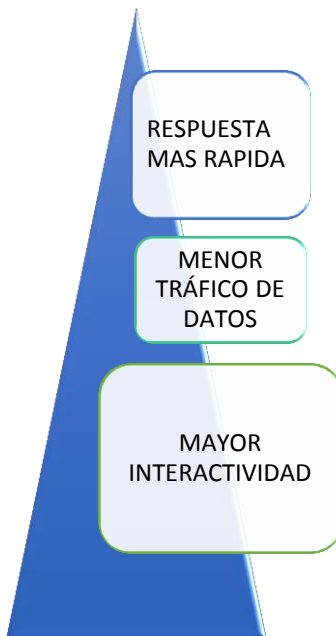 RESPUESTA
MAS RAPIDA
MENOR
TRÁFICO DE
DATOS
MAYOR
INTERACTIVIDAD